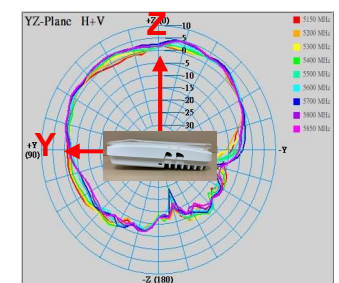 YZ-Plane H+V
Z
+Z (0)
10
5
0
-5
-10
-15
20
25
30
5150 MHz
5200 MHz
5300 MHz
5400 MHz
5500 MHz
5600 MHz
5700 MHz
5800 MHz
5850 MHz
Y
+Y
(90)
-Y
-Z (180)